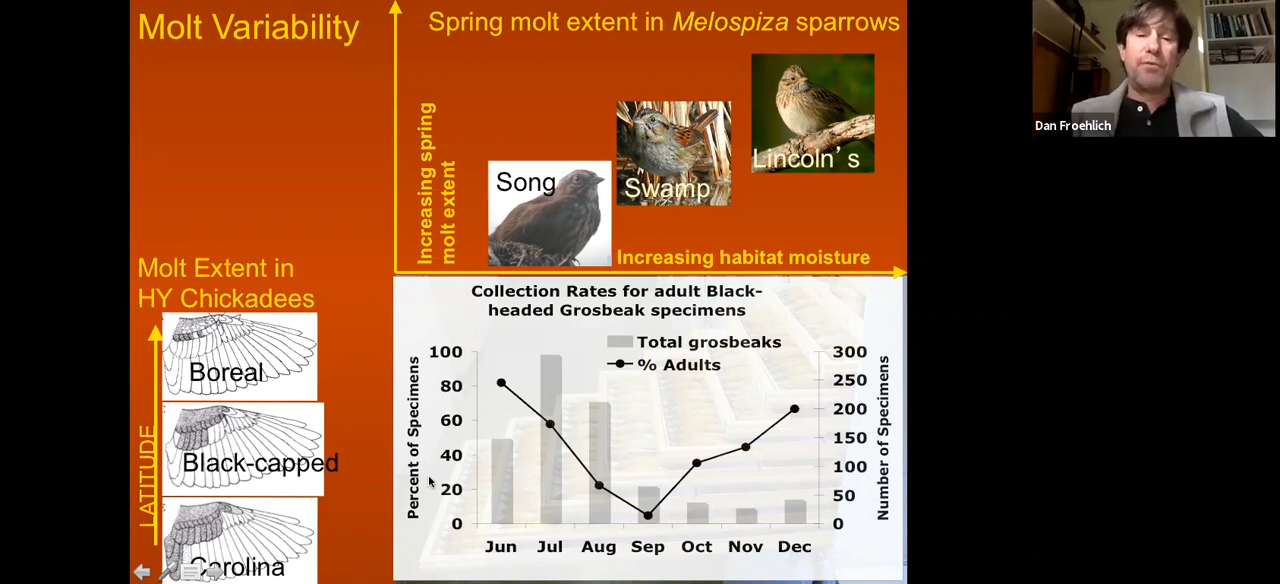 Molt Variability
Spring molt extent in Melospiza sparrows
Increasing spring
molt extent
Song
Swamp
Lincoln's
Increasing habitat moisture
Dan Froehlich
Molt Extent in
HY Chickadees
LATITUDE
Boreal
Black-capped
Carolina
Collection Rates for adult Black-
headed Grosbeak specimens
Total grosbeaks
% Adults
Percent of Specimens
100
80
60
40
20
0
300
250
200
150
100
50
0
Number of Specimens
Jun Jul Aug Sep Oct Nov Dec